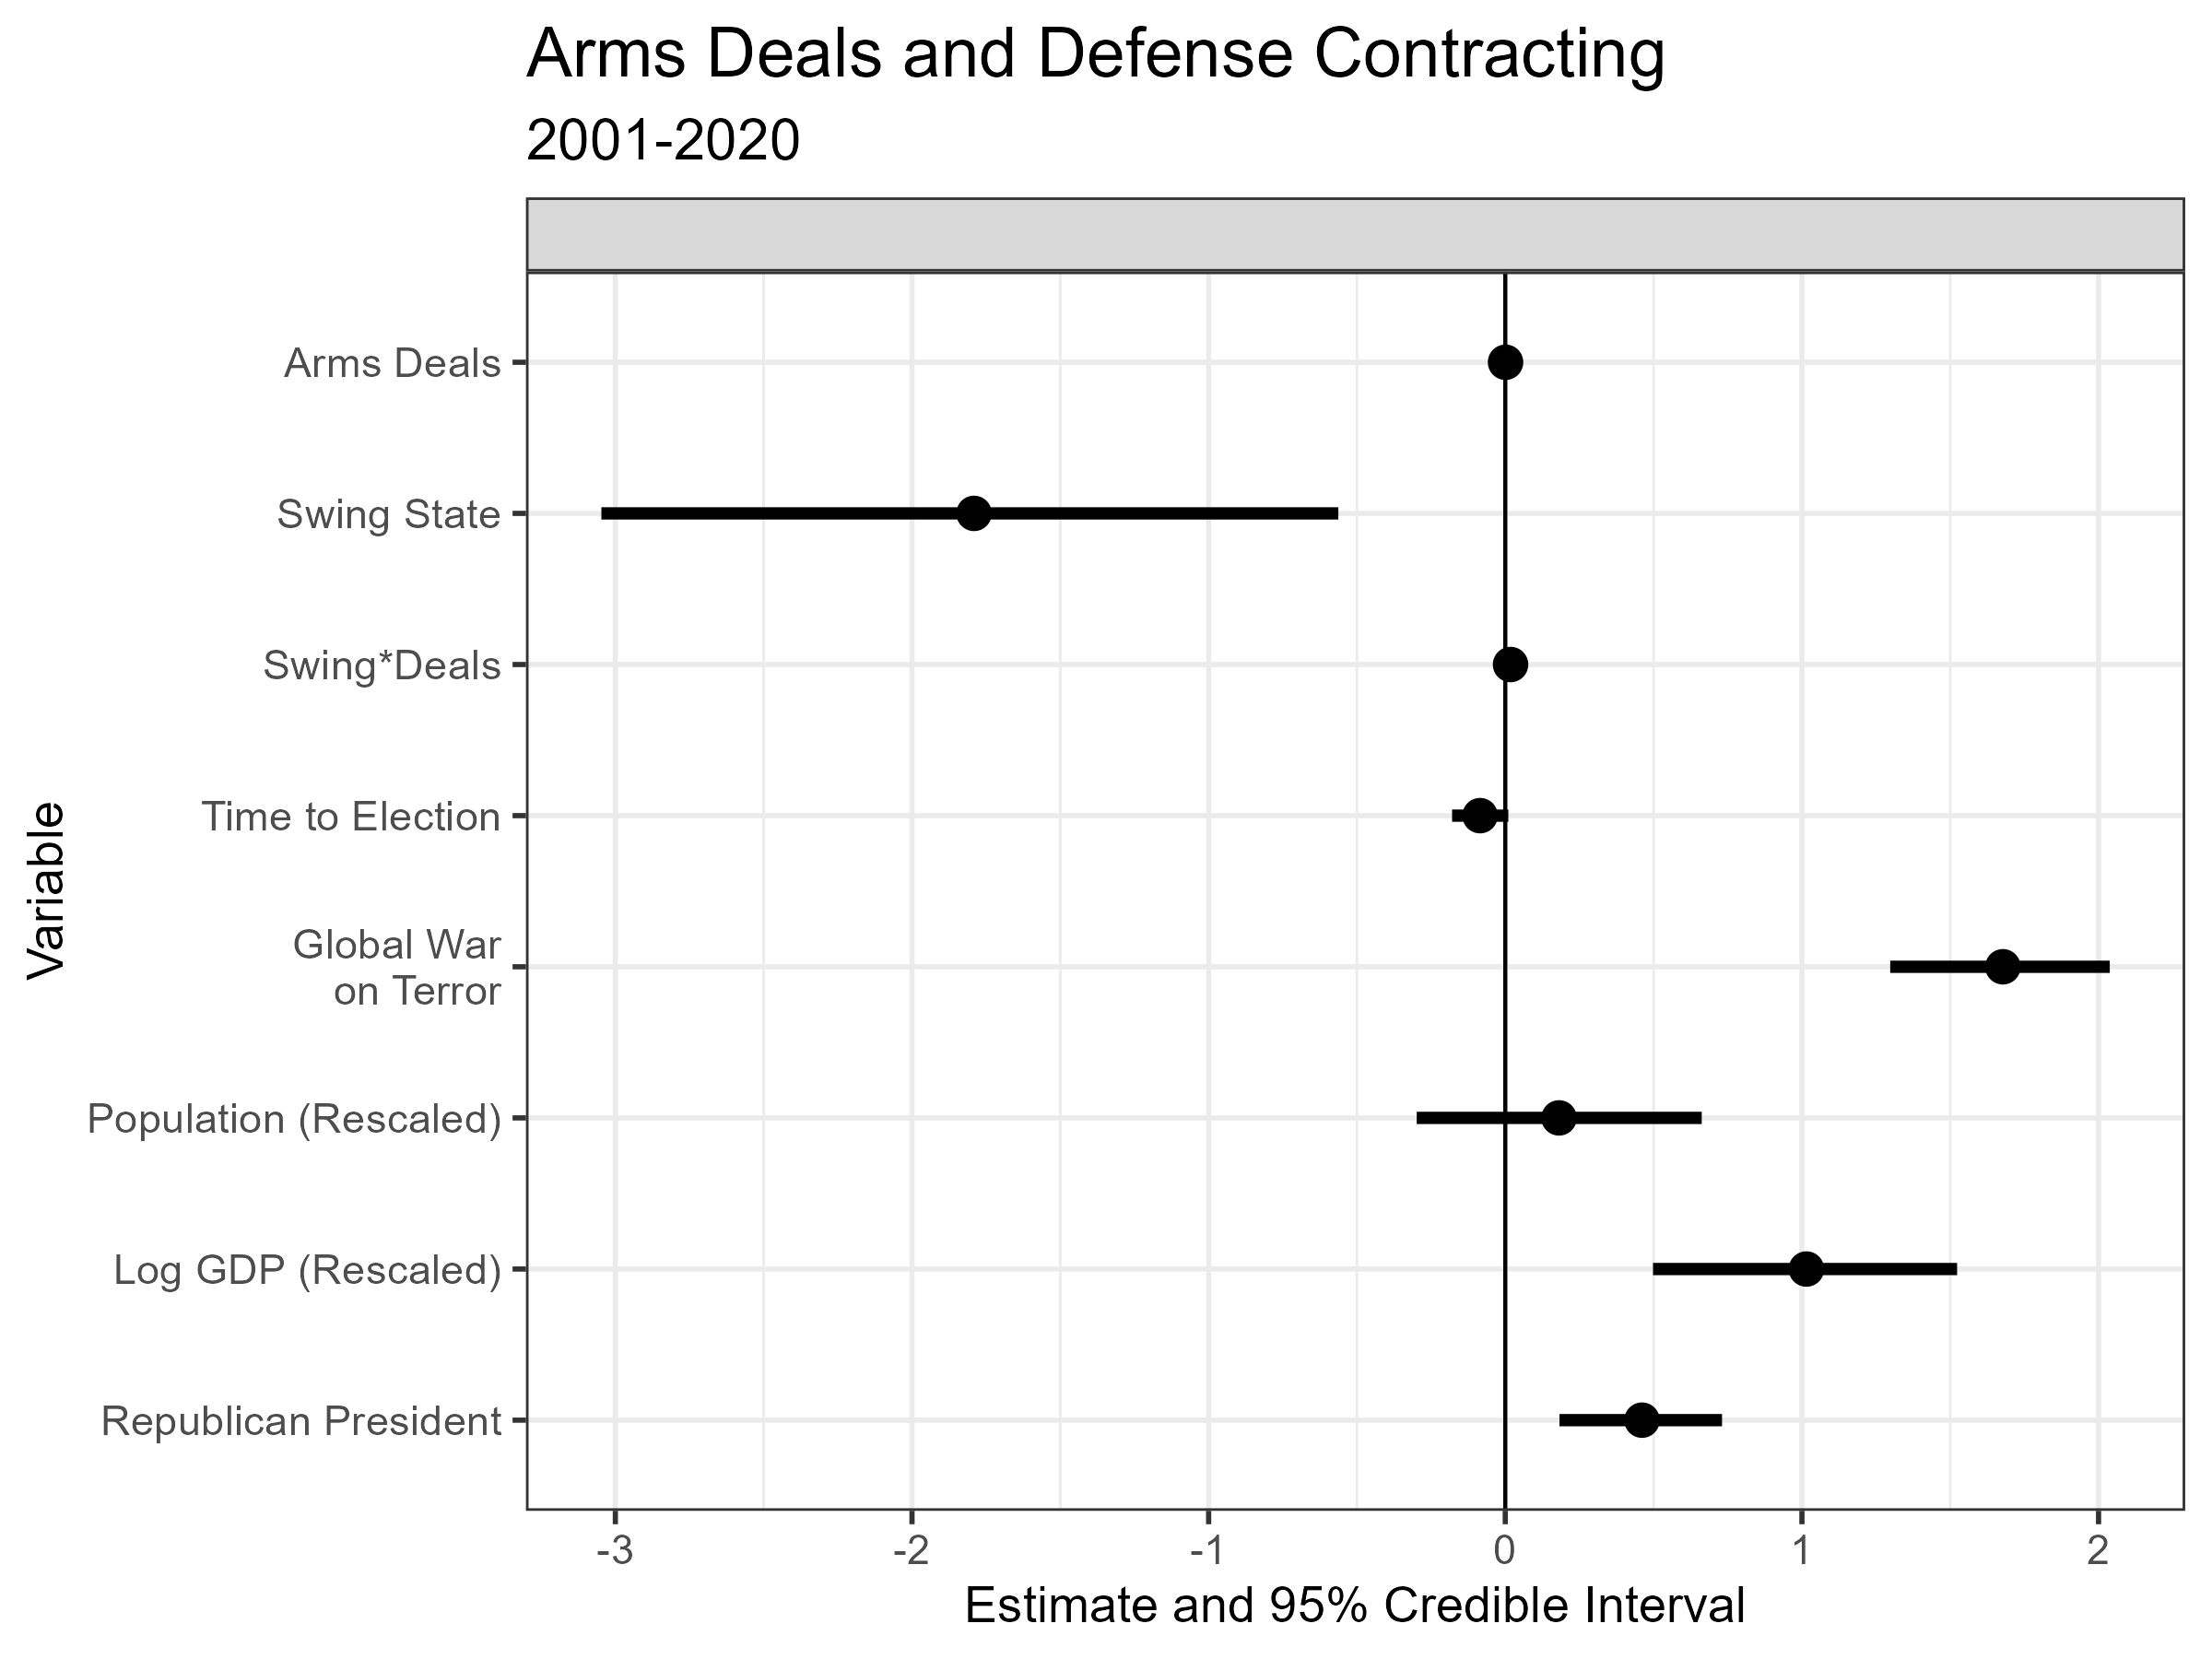 Arms Deals and Defense Contracting
2001-2020
Variable
Arms Deals
Swing State
Swing*Deals
Time to Election
Global War
on Terror
Population (Rescaled)
Log GDP (Rescaled)
Republican President
-3 -2 -1 0 1 2
Estimate and 95% Credible Interval